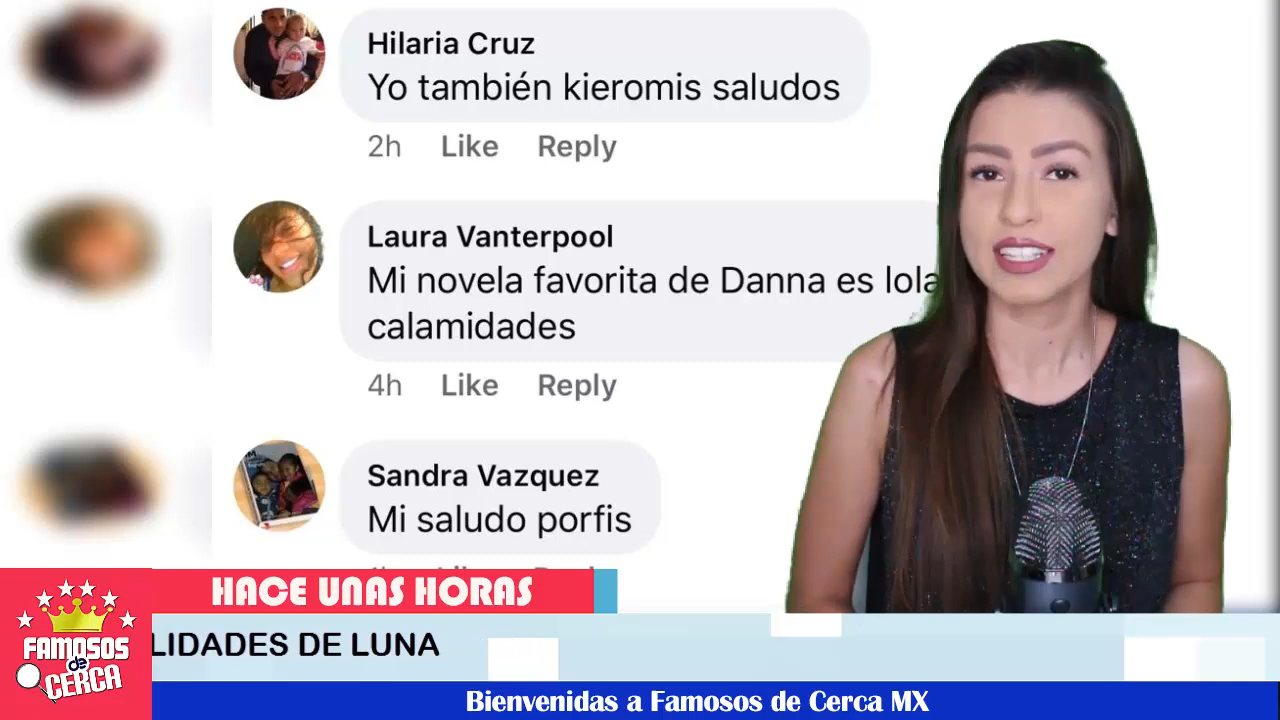 Hilaria Cruz
Yo también kieromis saludos
2h Like Reply
Laura Vanterpool
Mi novela favorita de Danna es lola
calamidades
4h Like Reply
Sandra Vazquez
Mi saludo porfis
HACE UNAS HORAS
LIDADES DE LUNA
FAMOSOS
de
CERCA
Bienvenidas a Famosos de Cerca MX